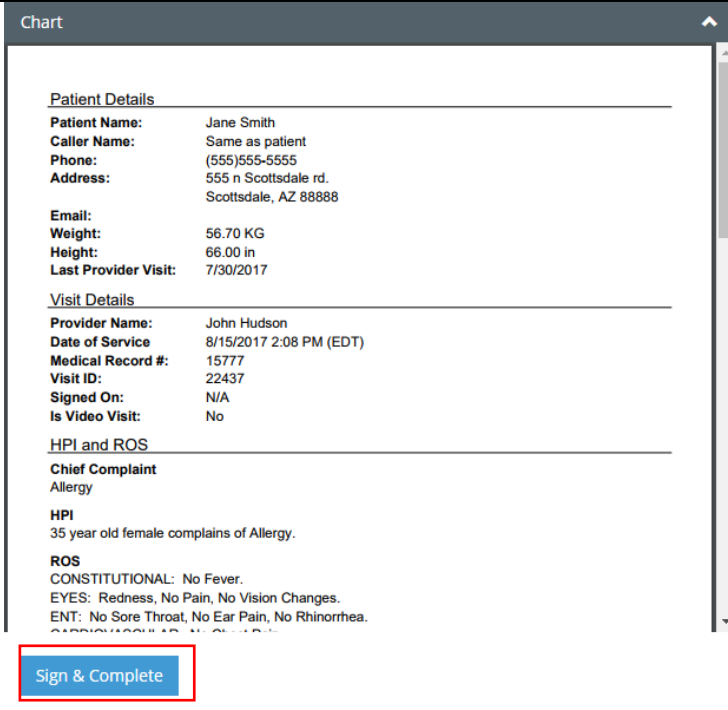 Chart
Patient Details
Patient Name: Jane Smith
Caller Name: Same as patient
Phone: (555)555-5555
Address: 555 n Scottsdale rd.
Scottsdale, AZ 88888
Email:
Weight: 56.70 KG
Height: 66.00 in
Last Provider Visit: 7/30/2017
Visit Details
Provider Name: John Hudson
Date of Service 8/15/2017 2:08 PM (EDT)
Medical Record #: 15777
Visit ID: 22437
Signed On: N/A
Is Video Visit: No
HPI and ROS
Chief Complaint
Allergy
HPI
35 year old female complains of Allergy.
ROS
CONSTITUTIONAL: No Fever.
EYES: Redness, No Pain, No Vision Changes.
ENT: No Sore Throat, No Ear Pain, No Rhinorrhea.
Sign & Complete